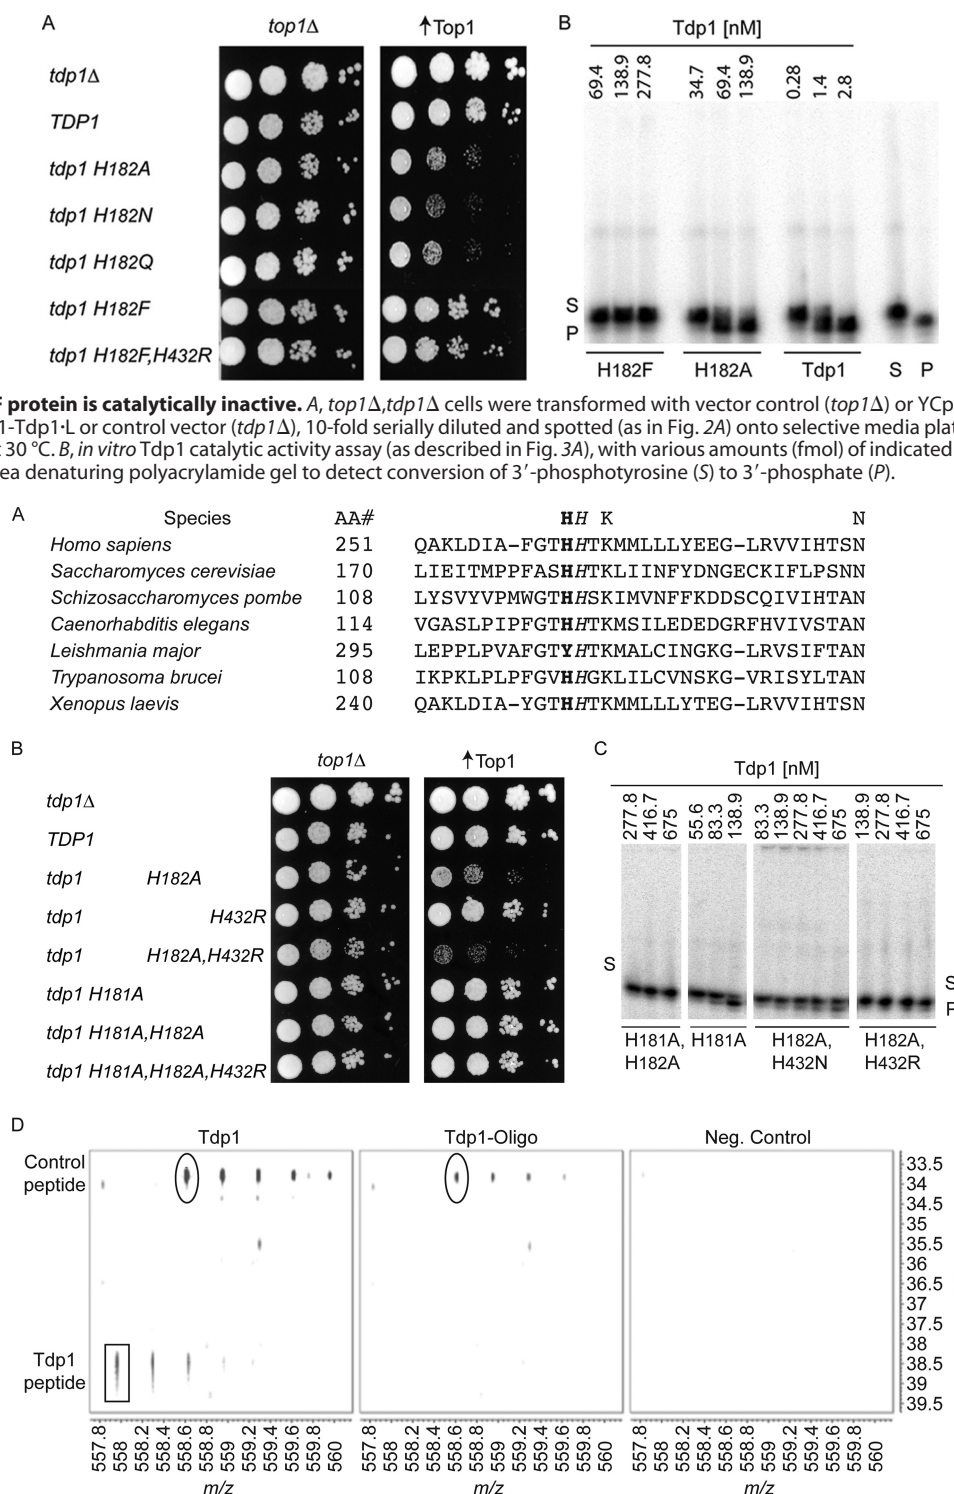 A
top1Δ
↑Top1
tdp1Δ
TDP1
tdp1 H182A
tdp1 H182N
tdp1 H182Q
tdp1 H182F
tdp1 H182F,H432R
B
Tdp1 [nM]
69.4 138.9 277.8 34.7 69.4 138.9 0.28 1.4 2.8
S
P
H182F H182A Tdp1 S P
F protein is catalytically inactive. A, top1Δ,tdp1Δ cells were transformed with vector control (top1Δ) or YCp
1-Tdp1·L or control vector (tdp1Δ), 10-fold serially diluted and spotted (as in Fig. 2A) onto selective media plat
t 30 °C. B, in vitro Tdp1 catalytic activity assay (as described in Fig. 3A), with various amounts (fmol) of indicated
ea denaturing polyacrylamide gel to detect conversion of 3′-phosphotyrosine (S) to 3′-phosphate (P).
A
Species AA# HH K N
Homo sapiens 251 QAKLDIA-FGTHHTKMMLLLYEEG-LRVVIHTSN
Saccharomyces cerevisiae 170 LIEITMPPFASHHTKLIINFYDNGECKIFLPSNN
Schizosaccharomyces pombe 108 LYSVYVPMWGTHHSKIMVNFFKDDSCQIVIHTAN
Caenorhabditis elegans 114 VGASLPIPFGTHHTKMSILEDEDGRFHVIVSTAN
Leishmania major 295 LEPPLPVAFGTYHTKMALCINGKG-LRVSIFTAN
Trypanosoma brucei 108 IKPKLPLPFGVHHGKLILCVNSKG-VRISYLTAN
Xenopus laevis 240 QAKLDIA-YGTHHTKMMLLLYTEG-LRVVIHTSN
B
top1Δ
↑Top1
tdp1Δ
TDP1
tdp1 H182A
tdp1 H432R
tdp1 H182A,H432R
tdp1 H181A
tdp1 H181A,H182A
tdp1 H181A,H182A,H432R
C
Tdp1 [nM]
277.8 416.7 675 55.6 83.3 138.9 83.3 138.9 277.8 416.7 675 138.9 277.8 416.7 675
S
S
P
H181A, H181A H182A, H182A,
H182A H432N H432R
D
Tdp1 Tdp1-Oligo Neg. Control
Control
peptide
Tdp1
peptide
33.5
34
34.5
35
35.5
36
36.5
37
37.5
38
38.5
39
39.5
557.8 558 558.2 558.4 558.6 558.8 559 559.2 559.4 559.6 559.8 560
557.8 558 558.2 558.4 558.6 558.8 559 559.2 559.4 559.6 559.8 560
557.8 558 558.2 558.4 558.6 558.8 559 559.2 559.4 559.6 559.8 560
m/z m/z m/z